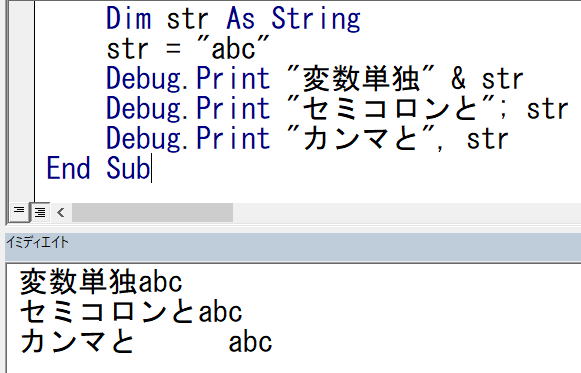 Dim str As String
str = "abc"
Debug.Print "変数単独" & str
Debug.Print "セミコロンと"; str
Debug.Print "カンマと", str
End Sub
イミディエイト
変数単独abc
セミコロンとabc
カンマと      abc